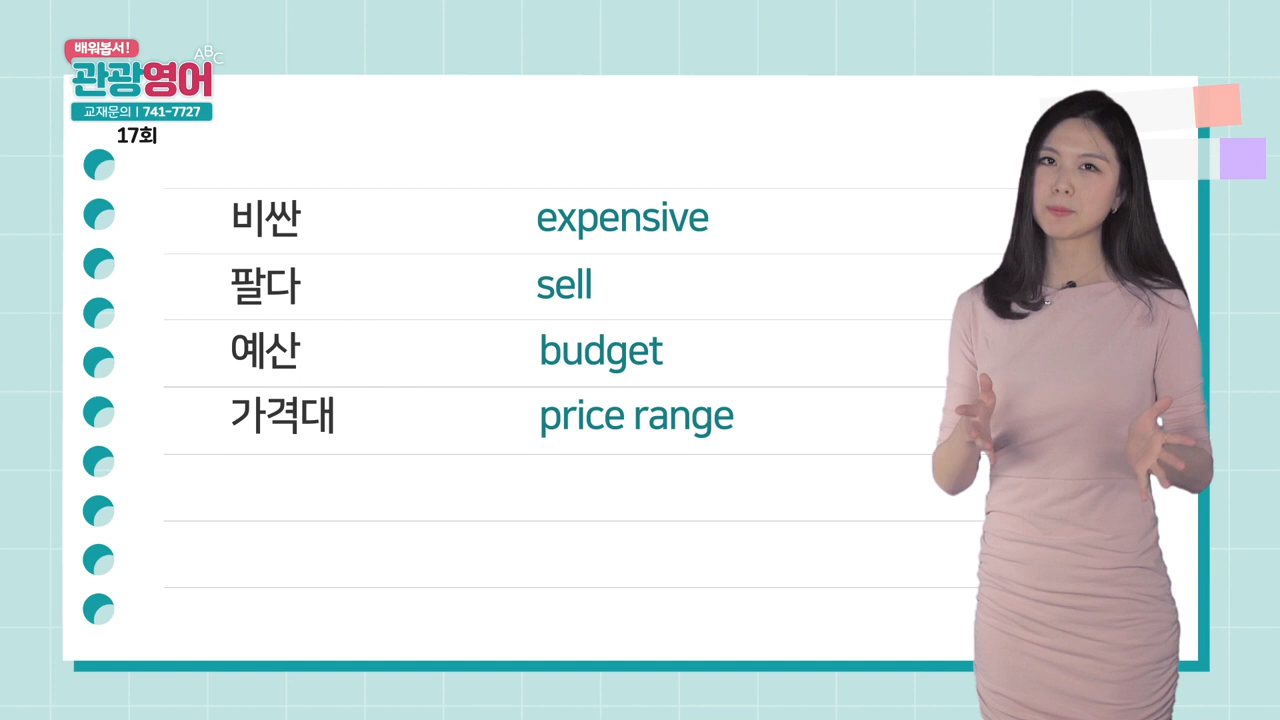 배워봅서!
ABC
관광영어
교재문의 | 741-7727
17회
비싼 expensive
팔다 sell
예산 budget
가격대 price range